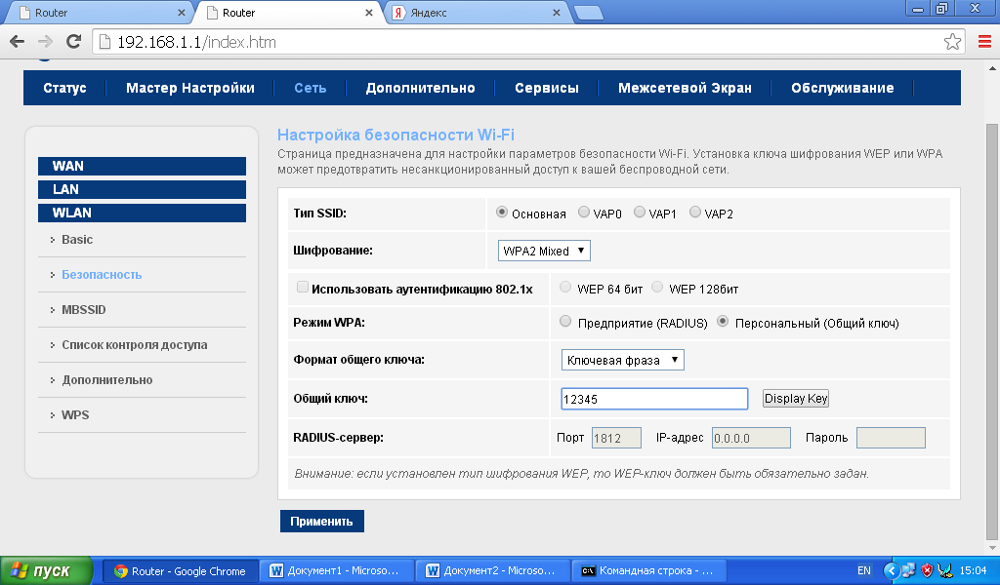 Router
Router
Яндекс
192.168.1.1/index.htm
Статус Мастер Настройки Сеть Дополнительно Сервисы Межсетевой Экран Обслуживание
WAN
LAN
WLAN
Basic
Безопасность
MBSSID
Список контроля доступа
Дополнительно
WPS
Настройка безопасности Wi-Fi
Страница предназначена для настройки параметров безопасности Wi-Fi. Установка ключа шифрования WEP или WPA
может предотвратить несанкционированный доступ к вашей беспроводной сети.
Тип SSID: Основная VAP0 VAP1 VAP2
Шифрование: WPA2 Mixed
Использовать аутентификацию 802.1x WEP 64 бит WEP 128бит
Режим WPA: Предприятие (RADIUS) Персональный (Общий ключ)
Формат общего ключа: Ключевая фраза
Общий ключ: 12345 Display Key
RADIUS-сервер: Порт 1812 IP-адрес 0.0.0.0 Пароль
Внимание: если установлен тип шифрования WEP, то WEP-ключ должен быть обязательно задан.
Применить
пуск Router - Google Chrome Документ1 - Microso... Документ2 - Microso... Командная строка - ... EN 15:04